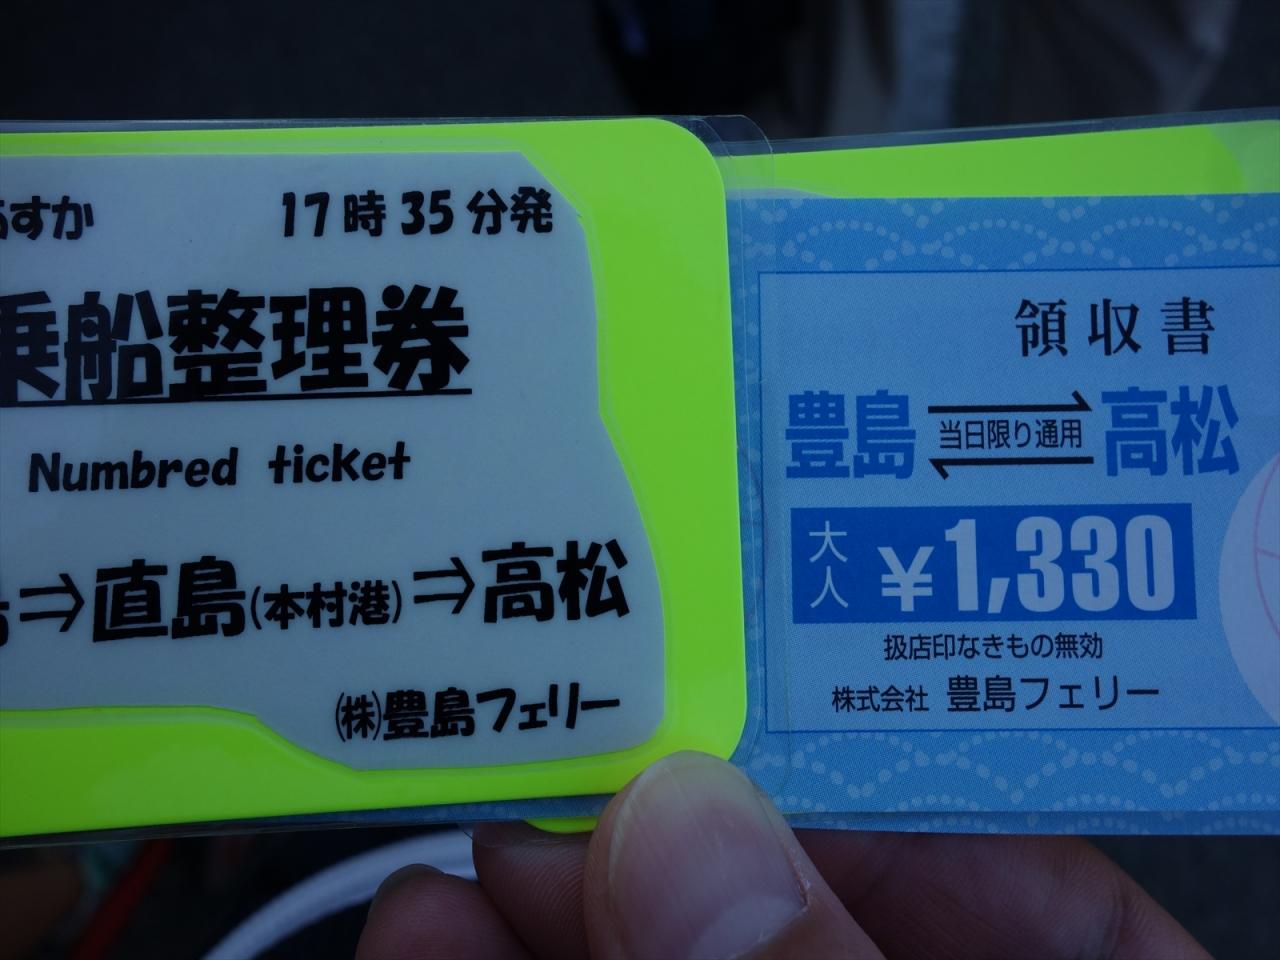 あすか 17時35分発
乗船整理券
Numbred ticket
島⇒直島(本村港)⇒高松
㈱豊島フェリー
領収書
豊島 当日限り通用 高松
大人 ¥1,330
扱店印なきもの無効
株式会社 豊島フェリー